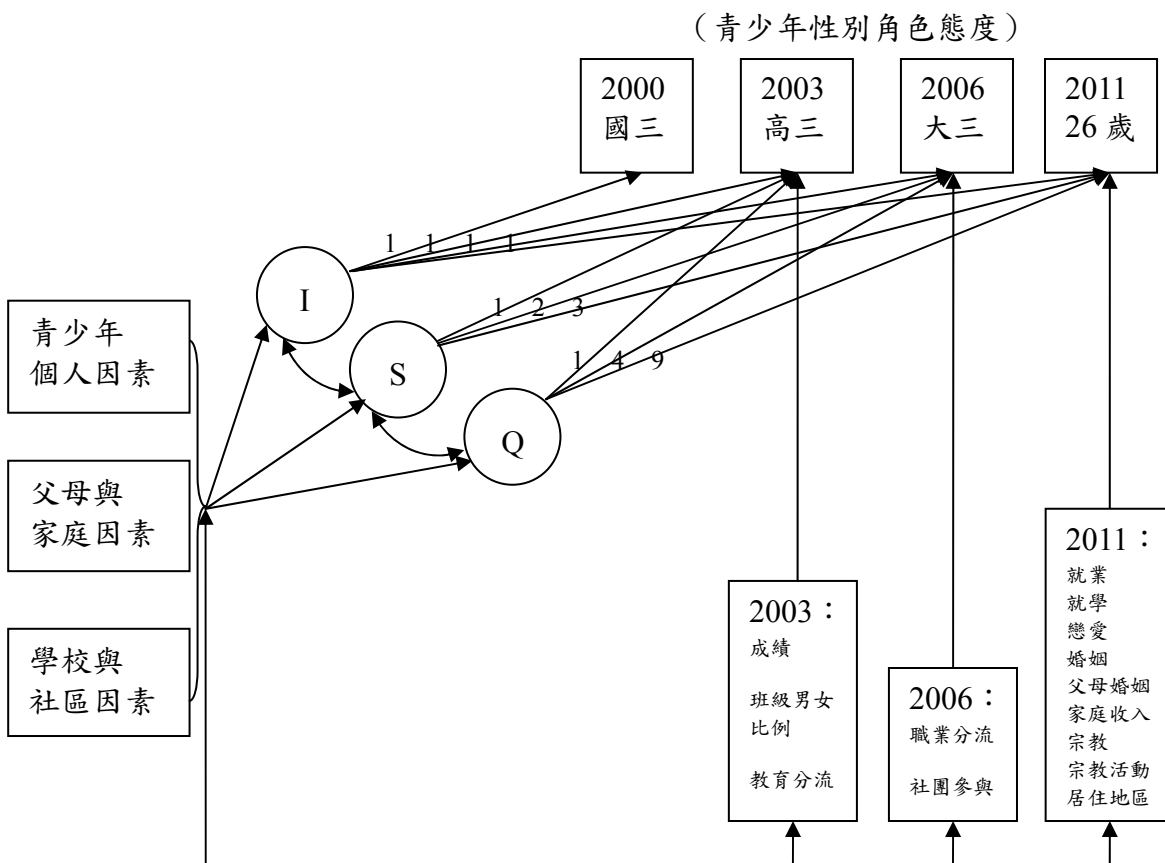 （青少年性別角色態度）
2000
國三
2003
高三
2006
大三
2011
26 歲
1 1 1 1
I
1 2 3
S
1 4 9
Q
青少年
個人因素
父母與
家庭因素
學校與
社區因素
2003：
成績
班級男女
比例
教育分流
2006：
職業分流
社團參與
2011：
就業
就學
戀愛
婚姻
父母婚姻
家庭收入
宗教
宗教活動
居住地區